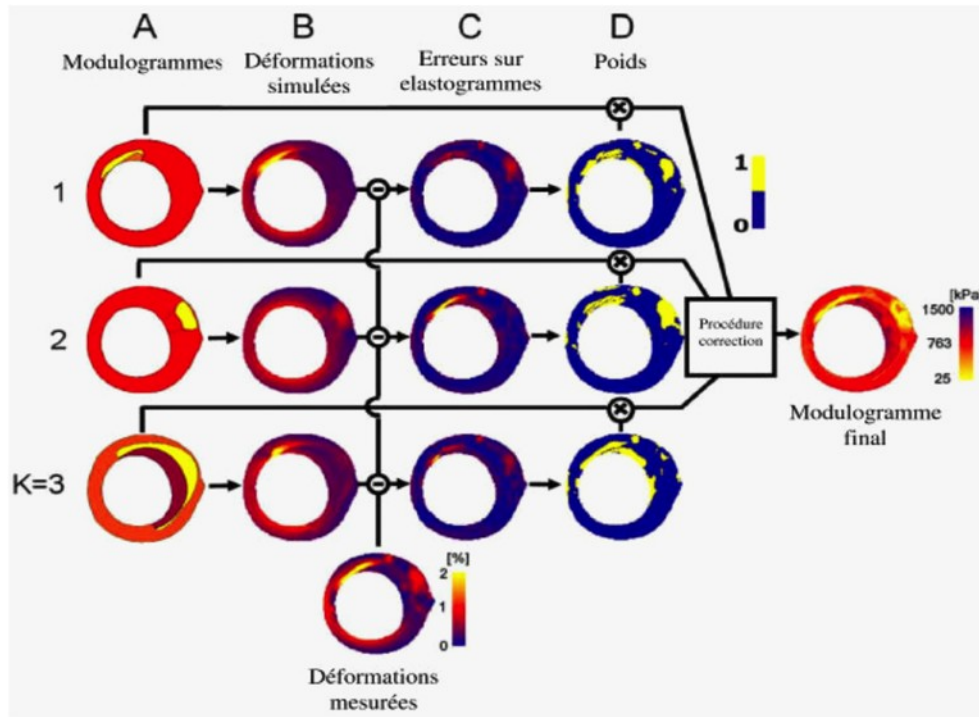 A
B
C
D
Modulogrammes
Déformations
simulées
Erreurs sur
elastogrammes
Poids
1
1
0
2
Procédure
correction
[kPa]
1500
763
25
Modulogramme
final
K=3
[%]
2
1
0
Déformations
mesurées